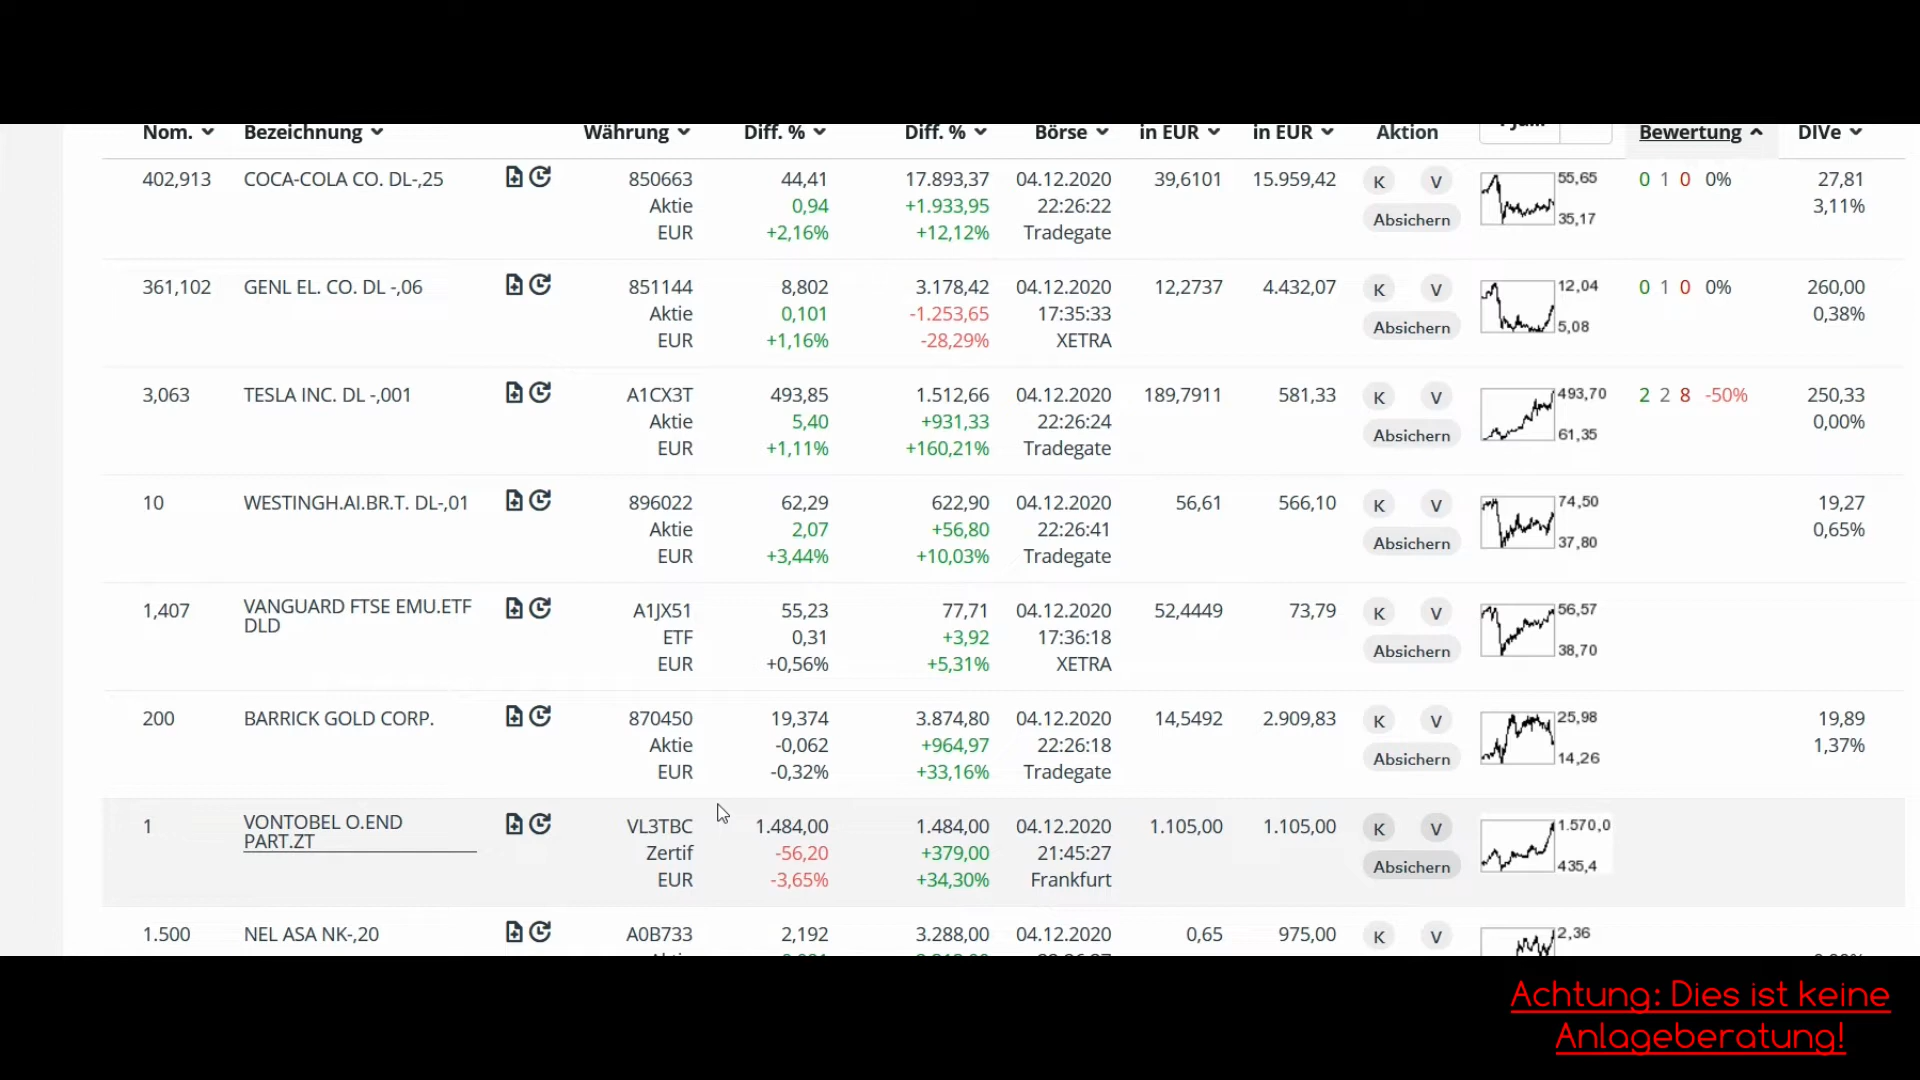 Nom. Bezeichnung Währung Diff. % Diff. % Börse in EUR in EUR Aktion Bewertung DIVe
402,913 COCA-COLA CO. DL-,25 850663 44,41 17.893,37 04.12.2020 39,6101 15.959,42 K V 55,65 0 1 0 0% 27,81
Aktie 0,94 +1.933,95 22:26:22 Absichern 35,17 3,11%
EUR +2,16% +12,12% Tradegate
361,102 GENL EL. CO. DL -,06 851144 8,802 3.178,42 04.12.2020 12,2737 4.432,07 K V 12,04 0 1 0 0% 260,00
Aktie 0,101 -1.253,65 17:35:33 Absichern 5,08 0,38%
EUR +1,16% -28,29% XETRA
3,063 TESLA INC. DL -,001 A1CX3T 493,85 1.512,66 04.12.2020 189,7911 581,33 K V 493,70 2 2 8 -50% 250,33
Aktie 5,40 +931,33 22:26:24 Absichern 61,35 0,00%
EUR +1,11% +160,21% Tradegate
10 WESTINGH.AI.BR.T. DL-,01 896022 62,29 622,90 04.12.2020 56,61 566,10 K V 74,50 19,27
Aktie 2,07 +56,80 22:26:41 Absichern 37,80 0,65%
EUR +3,44% +10,03% Tradegate
1,407 VANGUARD FTSE EMU.ETF A1JX51 55,23 77,71 04.12.2020 52,4449 73,79 K V 56,57
DLD ETF 0,31 +3,92 17:36:18 Absichern 38,70
EUR +0,56% +5,31% XETRA
200 BARRICK GOLD CORP. 870450 19,374 3.874,80 04.12.2020 14,5492 2.909,83 K V 25,98 19,89
Aktie -0,062 +964,97 22:26:18 Absichern 14,26 1,37%
EUR -0,32% +33,16% Tradegate
1 VONTOBEL O.END VL3TBC 1.484,00 1.484,00 04.12.2020 1.105,00 1.105,00 K V 1.570,0
PART.ZT Zertif -56,20 +379,00 21:45:27 Absichern 435,4
EUR -3,65% +34,30% Frankfurt
1.500 NEL ASA NK-,20 A0B733 2,192 3.288,00 04.12.2020 0,65 975,00 K V 2,36
Achtung: Dies ist keine
Anlageberatung!